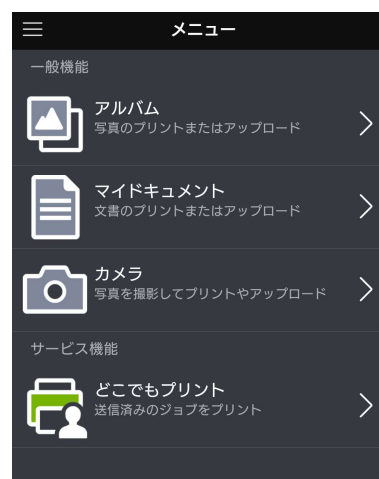 メニュー
一般機能
アルバム
写真のプリントまたはアップロード
マイドキュメント
文書のプリントまたはアップロード
カメラ
写真を撮影してプリントやアップロード
サービス機能
どこでもプリント
送信済みのジョブをプリント